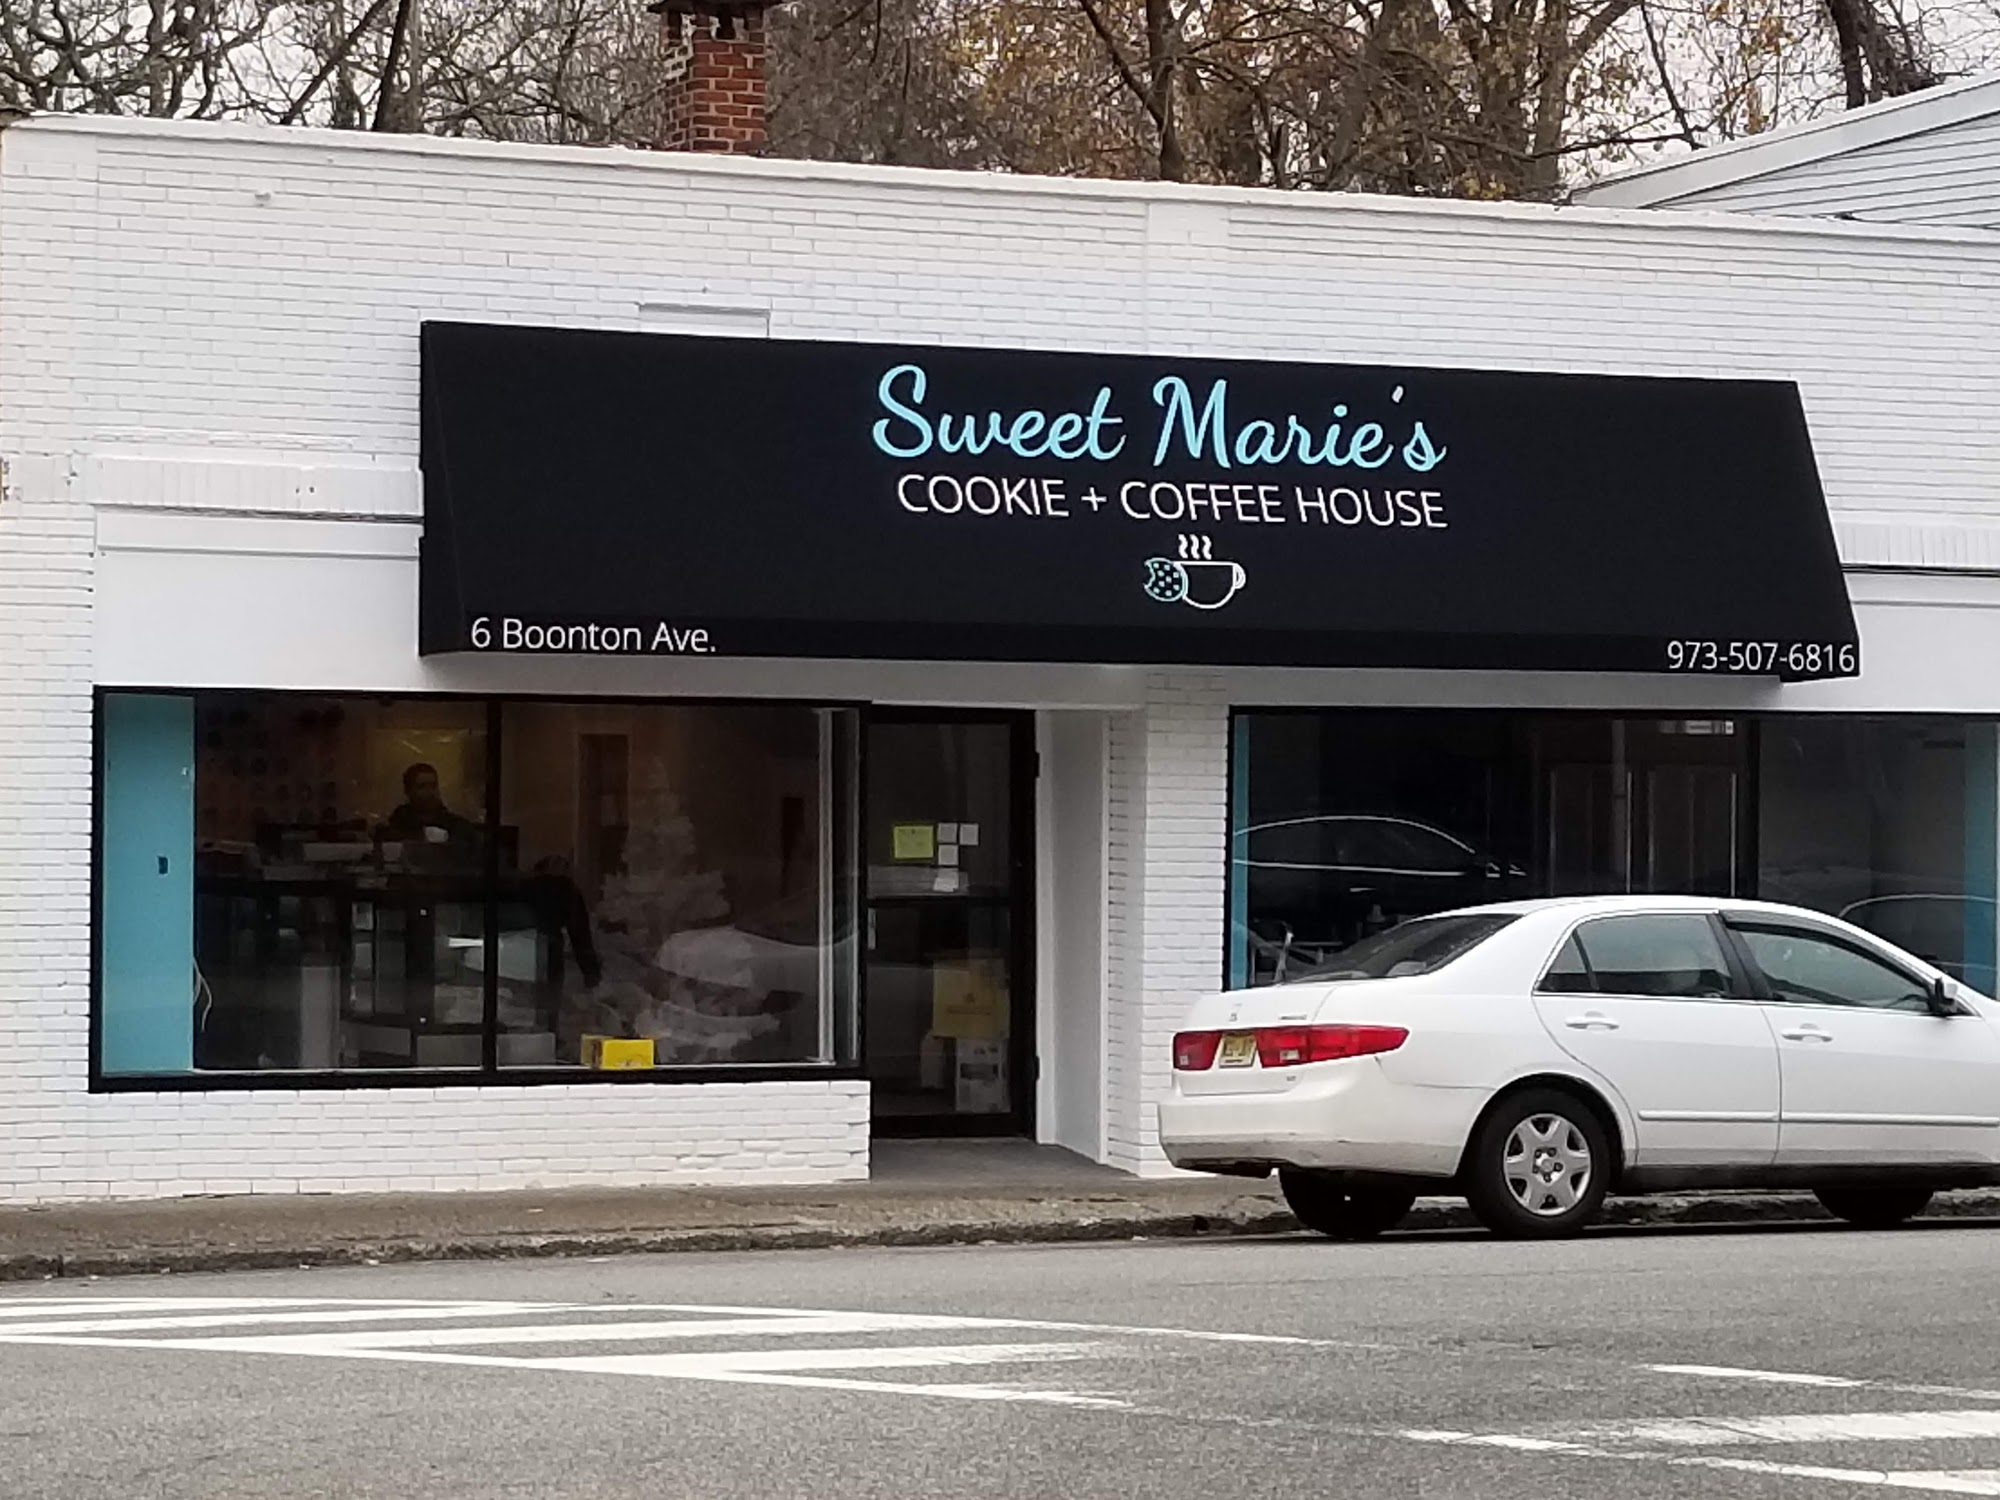 Sweet Marie's
COOKIE + COFFEE HOUSE
6 Boonton Ave.
973-507-6816